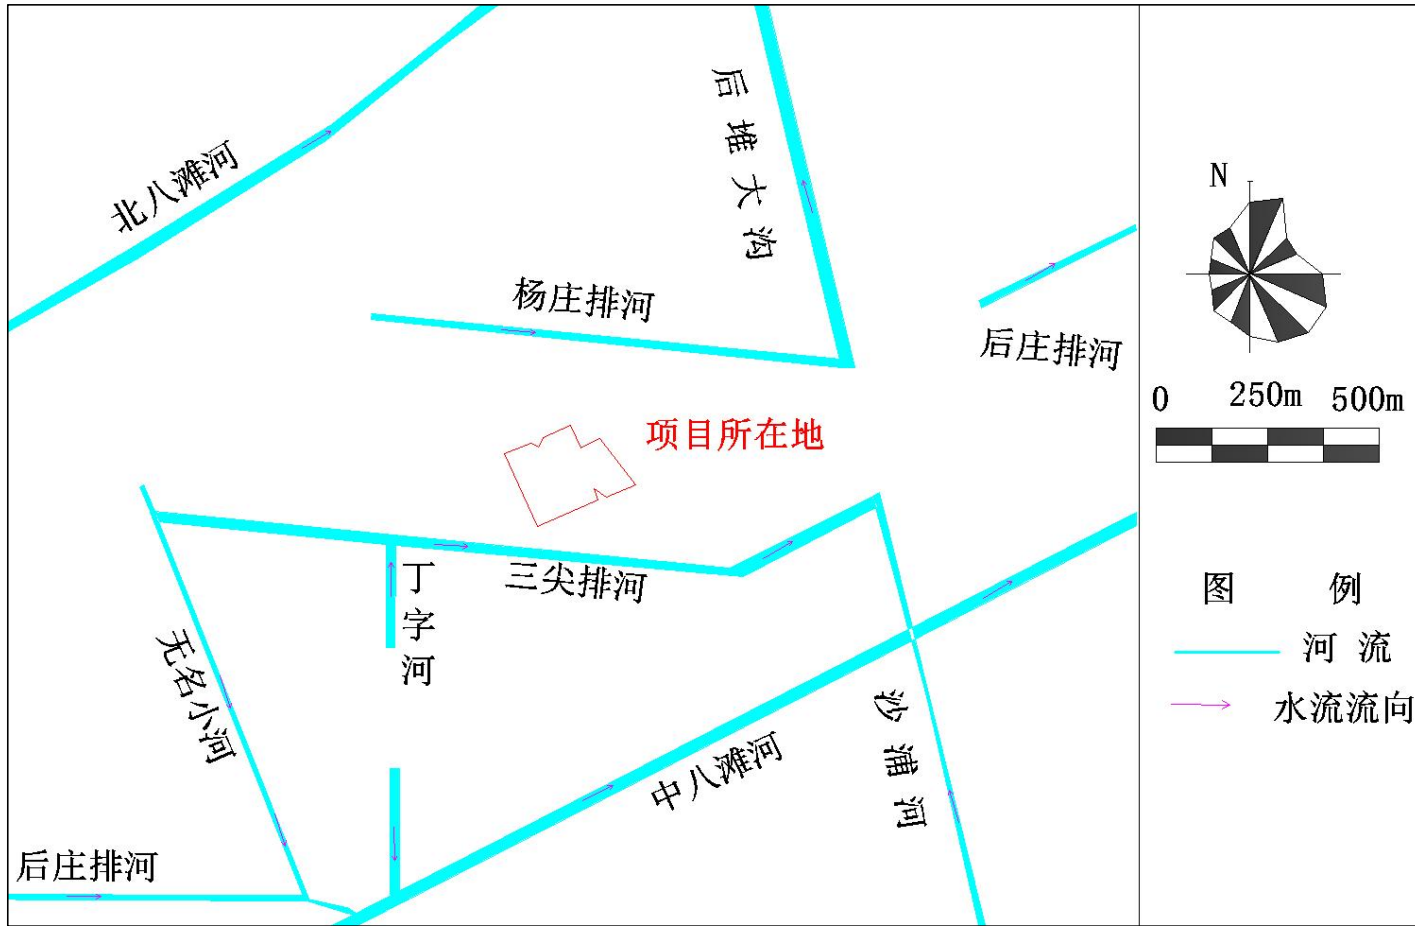 北八滩河
后堆大沟
杨庄排河
后庄排河
项目所在地
三尖排河
丁字河
无名小河
中八滩河
沙浦河
后庄排河
N
0 250m 500m
图 例
河 流
水流流向